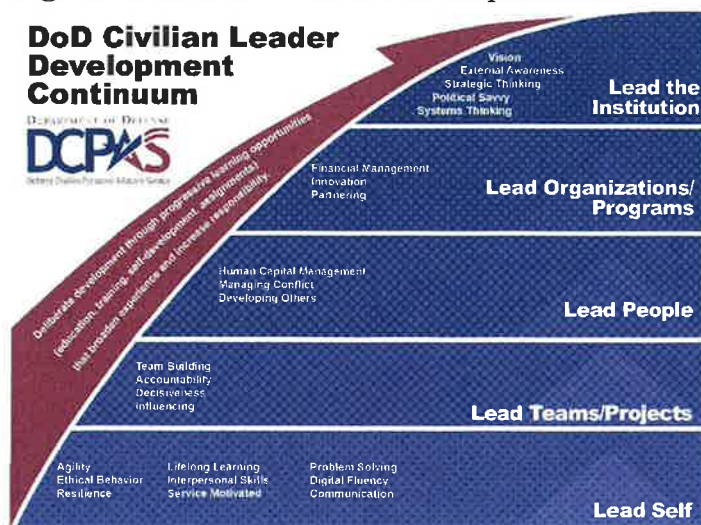 DoD Civilian Leader
Development
Continuum
DEPARTMENT OF DEFENSE
DCPAS
Deliberate development through progressive learning opportunities
(education, training, self-development, assignments)
that broaden experience and increase responsibility.
Vision
External Awareness
Strategic Thinking
Political Savvy
Systems Thinking
Lead the
Institution
Financial Management
Innovation
Partnering
Lead Organizations/
Programs
Human Capital Management
Managing Conflict
Developing Others
Lead People
Team Building
Accountability
Decisiveness
Influencing
Lead Teams/Projects
Agility
Ethical Behavior
Resilience
Lifelong Learning
Interpersonal Skills
Service Motivated
Problem Solving
Digital Fluency
Communication
Lead Self